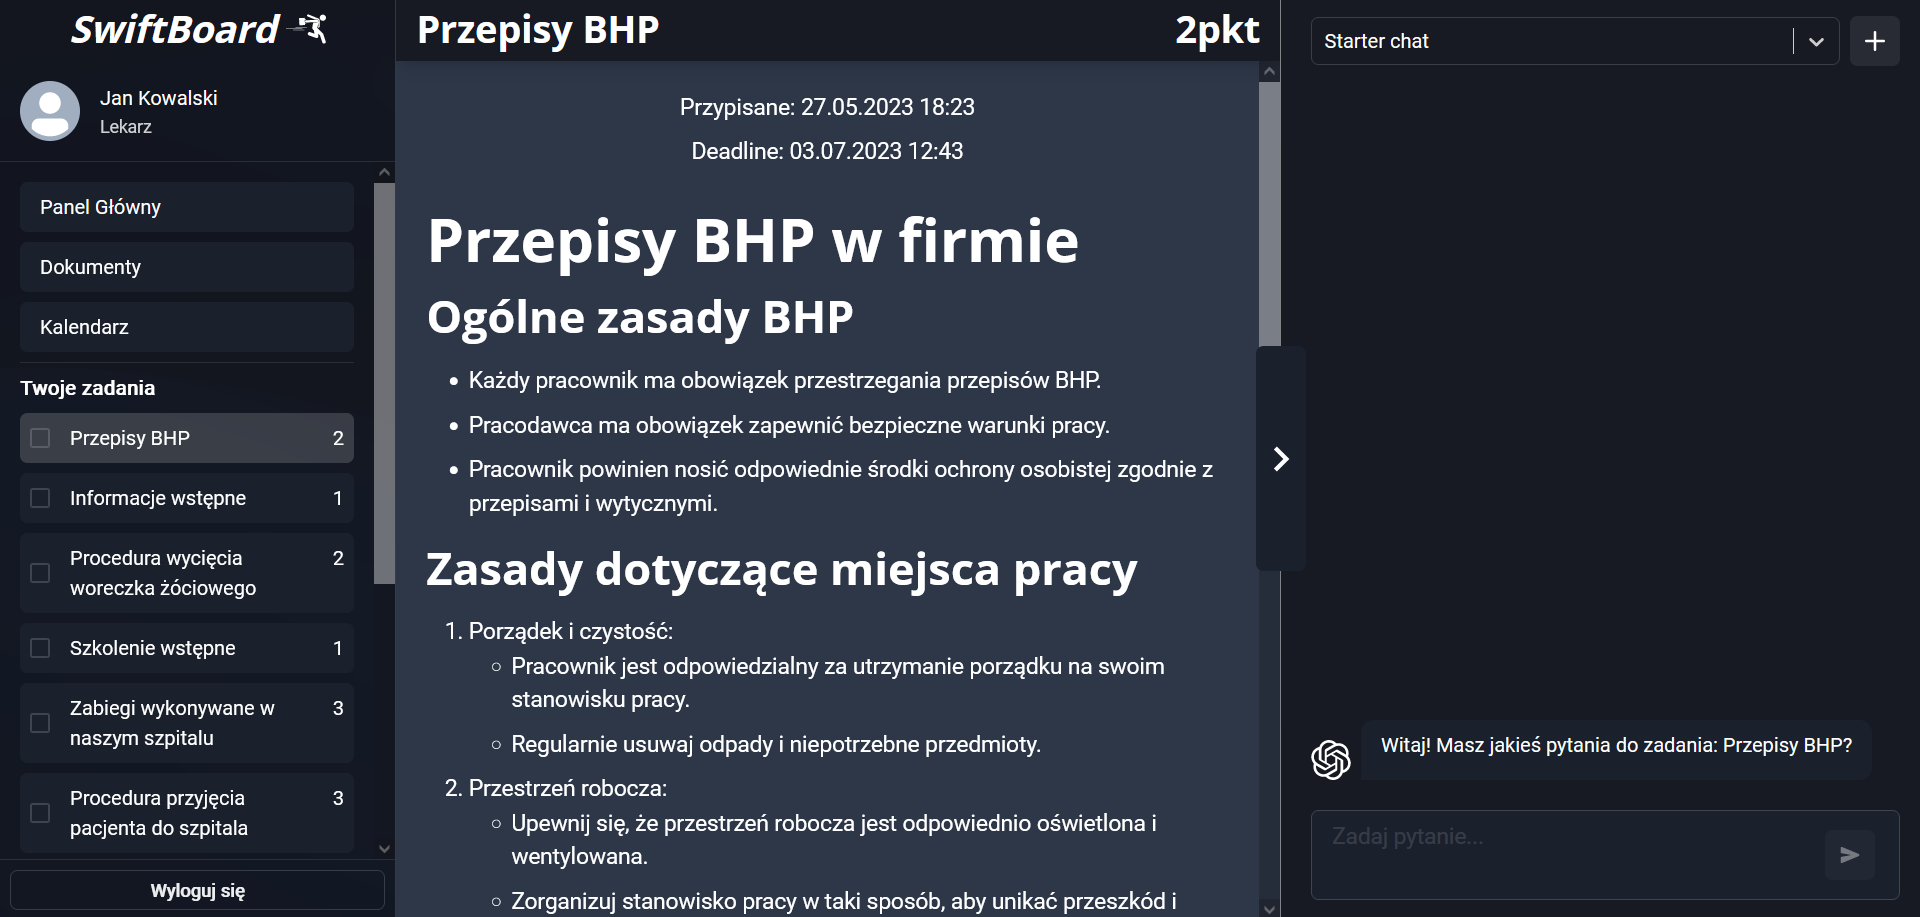 SwiftBoard
Jan Kowalski
Lekarz
Panel Główny
Dokumenty
Kalendarz
Twoje zadania
Przepisy BHP 2
Informacje wstępne 1
Procedura wycięcia 2
woreczka żóciowego
Szkolenie wstępne 1
Zabiegi wykonywane w 3
naszym szpitalu
Procedura przyjęcia 3
pacjenta do szpitala
Wyloguj się
Przepisy BHP 2pkt
Przypisane: 27.05.2023 18:23
Deadline: 03.07.2023 12:43
Przepisy BHP w firmie
Ogólne zasady BHP
• Każdy pracownik ma obowiązek przestrzegania przepisów BHP.
• Pracodawca ma obowiązek zapewnić bezpieczne warunki pracy.
• Pracownik powinien nosić odpowiednie środki ochrony osobistej zgodnie z
przepisami i wytycznymi.
Zasady dotyczące miejsca pracy
1. Porządek i czystość:
◦ Pracownik jest odpowiedzialny za utrzymanie porządku na swoim
stanowisku pracy.
◦ Regularnie usuwaj odpady i niepotrzebne przedmioty.
2. Przestrzeń robocza:
◦ Upewnij się, że przestrzeń robocza jest odpowiednio oświetlona i
wentylowana.
◦ Zorganizuj stanowisko pracy w taki sposób, aby unikać przeszkód i
Starter chat
Witaj! Masz jakieś pytania do zadania: Przepisy BHP?
Zadaj pytanie...